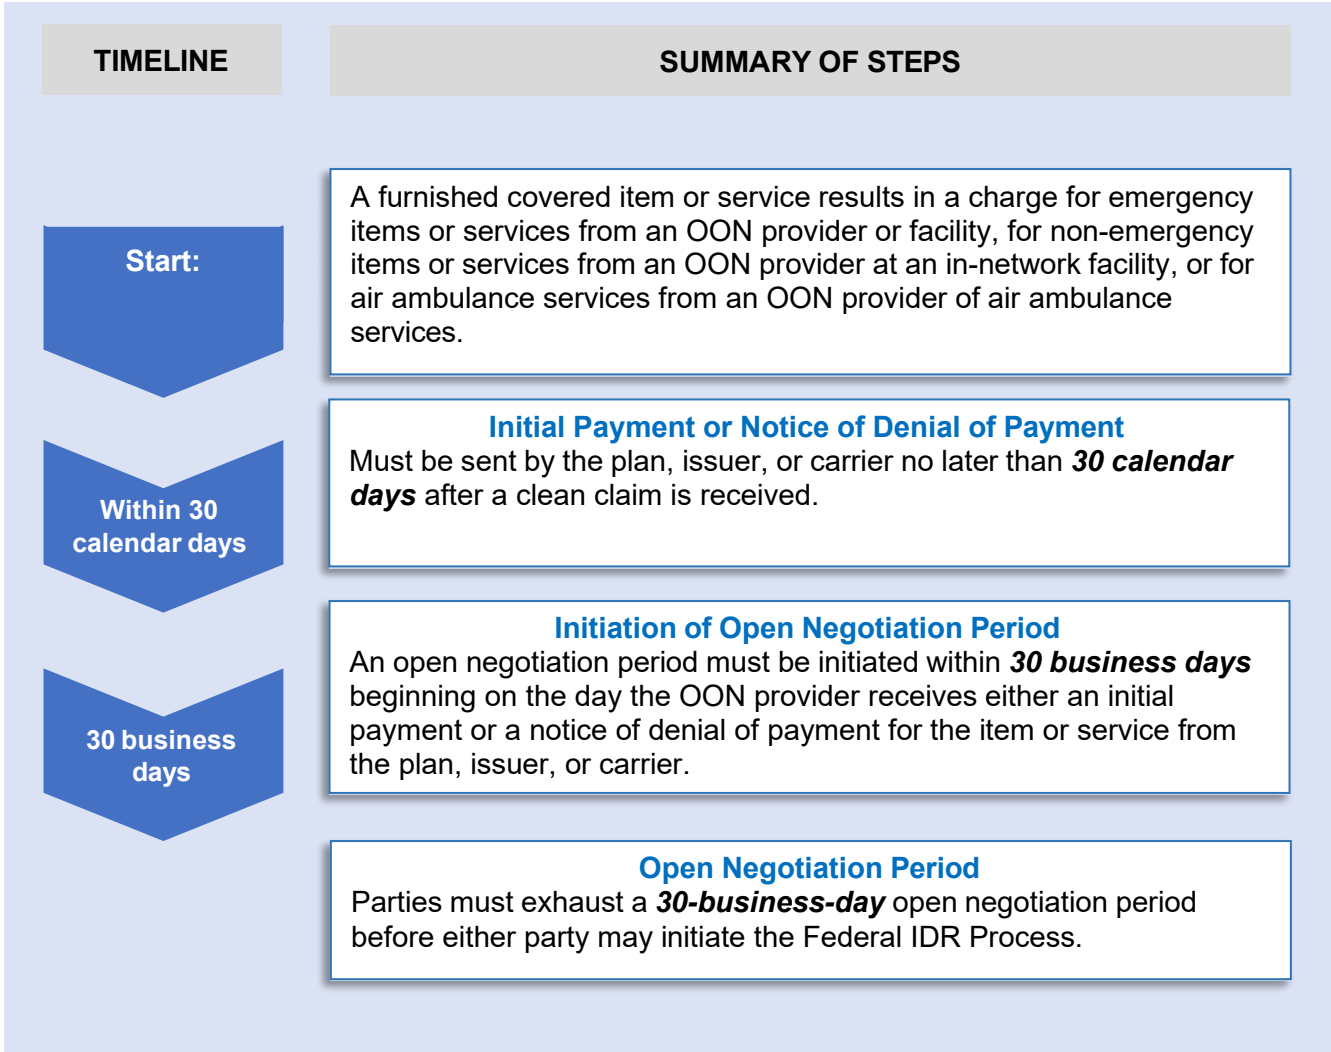 TIMELINE
SUMMARY OF STEPS
Start:
A furnished covered item or service results in a charge for emergency
items or services from an OON provider or facility, for non-emergency
items or services from an OON provider at an in-network facility, or for
air ambulance services from an OON provider of air ambulance
services.
Within 30
calendar days
Initial Payment or Notice of Denial of Payment
Must be sent by the plan, issuer, or carrier no later than 30 calendar
days after a clean claim is received.
30 business
days
Initiation of Open Negotiation Period
An open negotiation period must be initiated within 30 business days
beginning on the day the OON provider receives either an initial
payment or a notice of denial of payment for the item or service from
the plan, issuer, or carrier.
Open Negotiation Period
Parties must exhaust a 30-business-day open negotiation period
before either party may initiate the Federal IDR Process.